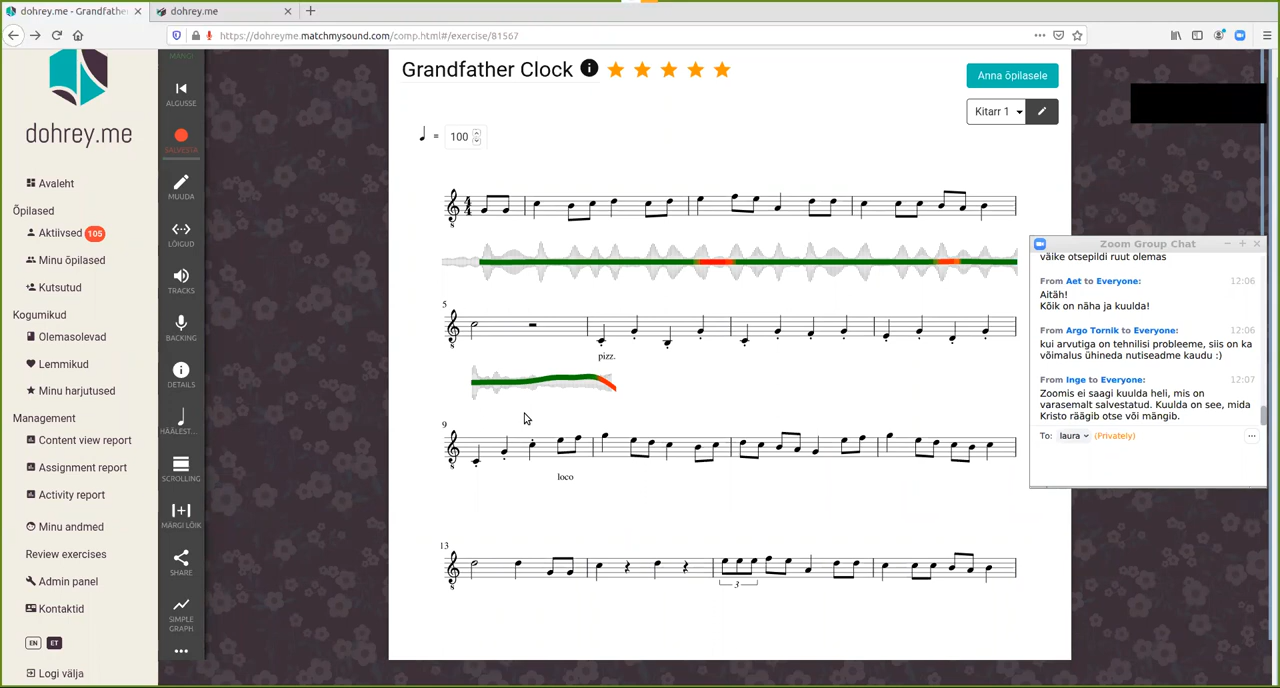 dohrey.me - Grandfather
dohrey.me
https://dohreyme.matchmysound.com/comp.html#/exercise/81567
dohrey.me
Avaleht
Õpilased
Aktiivsed 105
Minu õpilased
Kutsutud
Kogumikud
Olemasolevad
Lemmikud
Minu harjutused
Management
Content view report
Assignment report
Activity report
Minu andmed
Review exercises
Admin panel
Kontaktid
EN ET
Logi välja
MÄNGI
ALGUSSE
SALVESTA
MUUDA
LÕIGUD
TRACKS
BACKING
DETAILS
HÄÄLEST...
SCROLLING
MÄRGI LÕIK
SHARE
SIMPLE
GRAPH
Grandfather Clock
Anna õpilasele
Kitarr 1
= 100
5
pizz.
9
loco
13
3
Zoom Group Chat
väike otsepildi ruut olemas
From Aet to Everyone: 12:06
Aitäh!
Kõik on näha ja kuulda!
From Argo Tornik to Everyone: 12:06
kui arvutiga on tehnilisi probleeme, siis on ka
võimalus ühineda nutiseadme kaudu :)
From Inge to Everyone: 12:07
Zoomis ei saagi kuulda heli, mis on
varasemalt salvestatud. Kuulda on see, mida
Kristo räägib otse või mängib.
To: laura (Privately)